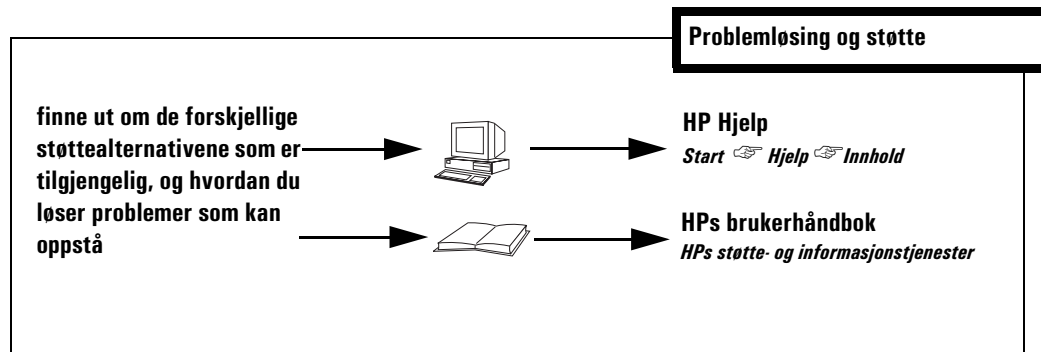 Problemløsing og støtte
finne ut om de forskjellige
støttealternativene som er
tilgjengelig, og hvordan du
løser problemer som kan
oppstå
HP Hjelp
Start ☞ Hjelp ☞ Innhold
HPs brukerhåndbok
HPs støtte- og informasjonstjenester